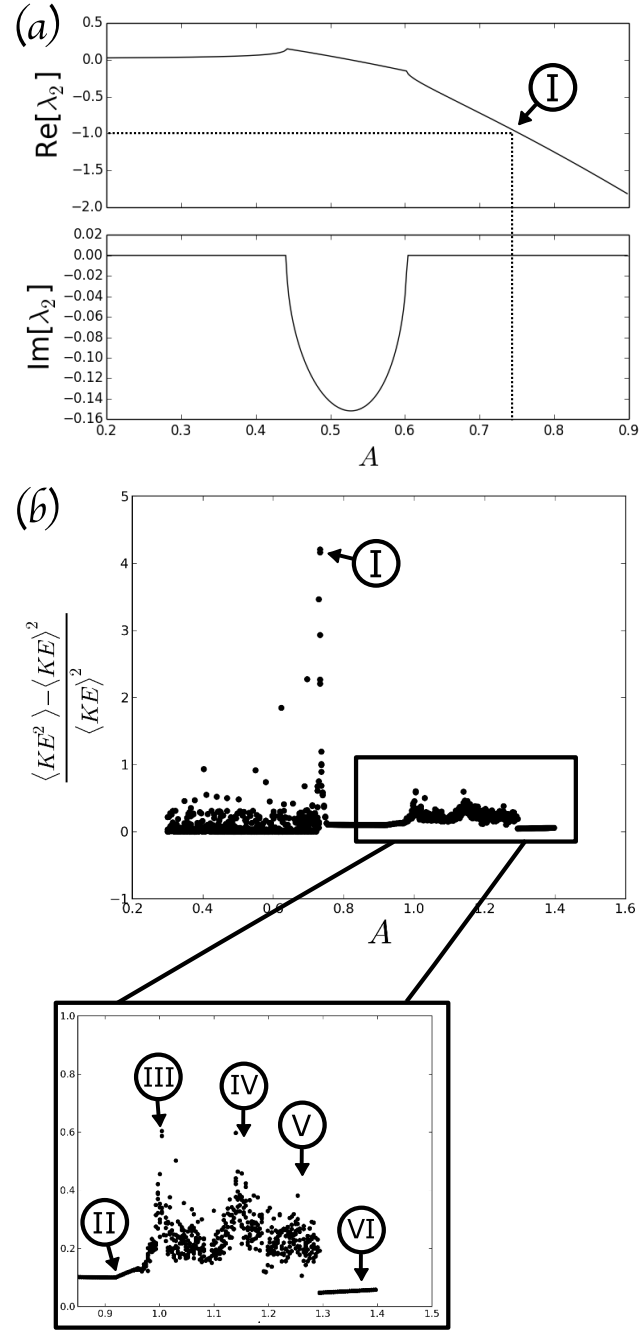 (a)
0.5
0.0
−0.5
−1.0
−1.5
−2.0
Re[λ₂]
I
0.02
0.00
−0.02
−0.04
−0.06
−0.08
−0.10
−0.12
−0.14
−0.16
Im[λ₂]
0.2 0.3 0.4 0.5 0.6 0.7 0.8 0.9
A
(b)
5
4
3
2
1
0
−1
⟨KE²⟩−⟨KE⟩²
⟨KE⟩²
I
0.2 0.4 0.6 0.8 1.0 1.2 1.4 1.6
A
1.0
0.8
0.6
0.4
0.2
0.0
III
IV
V
II
VI
0.9 1.0 1.1 1.2 1.3 1.4 1.5